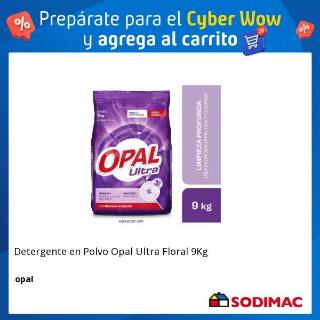 Prepárate para el Cyber Wow
y agrega al carrito
OPAL
Ultra
LIMPIEZA PROFUNDA
9 kg
Detergente en Polvo Opal Ultra Floral 9Kg
opal
SODIMAC